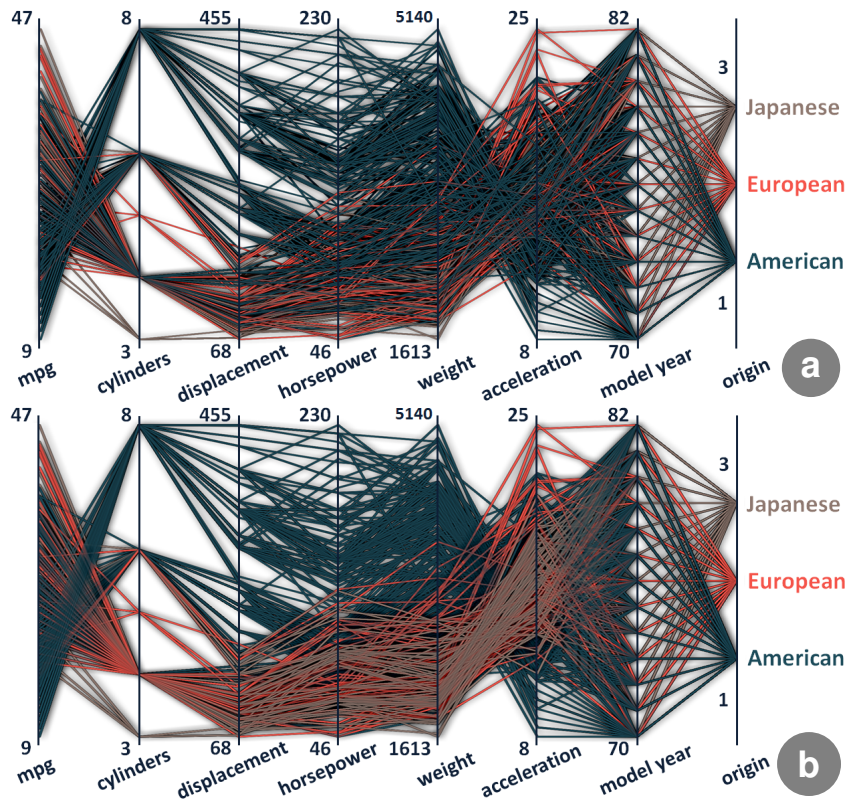 47 8 455 230 5140 25 82
3
Japanese
European
American
1
9 3 68 46 1613 8 70
mpg cylinders displacement horsepower weight acceleration model year origin
a
47 8 455 230 5140 25 82
3
Japanese
European
American
1
9 3 68 46 1613 8 70
mpg cylinders displacement horsepower weight acceleration model year origin
b